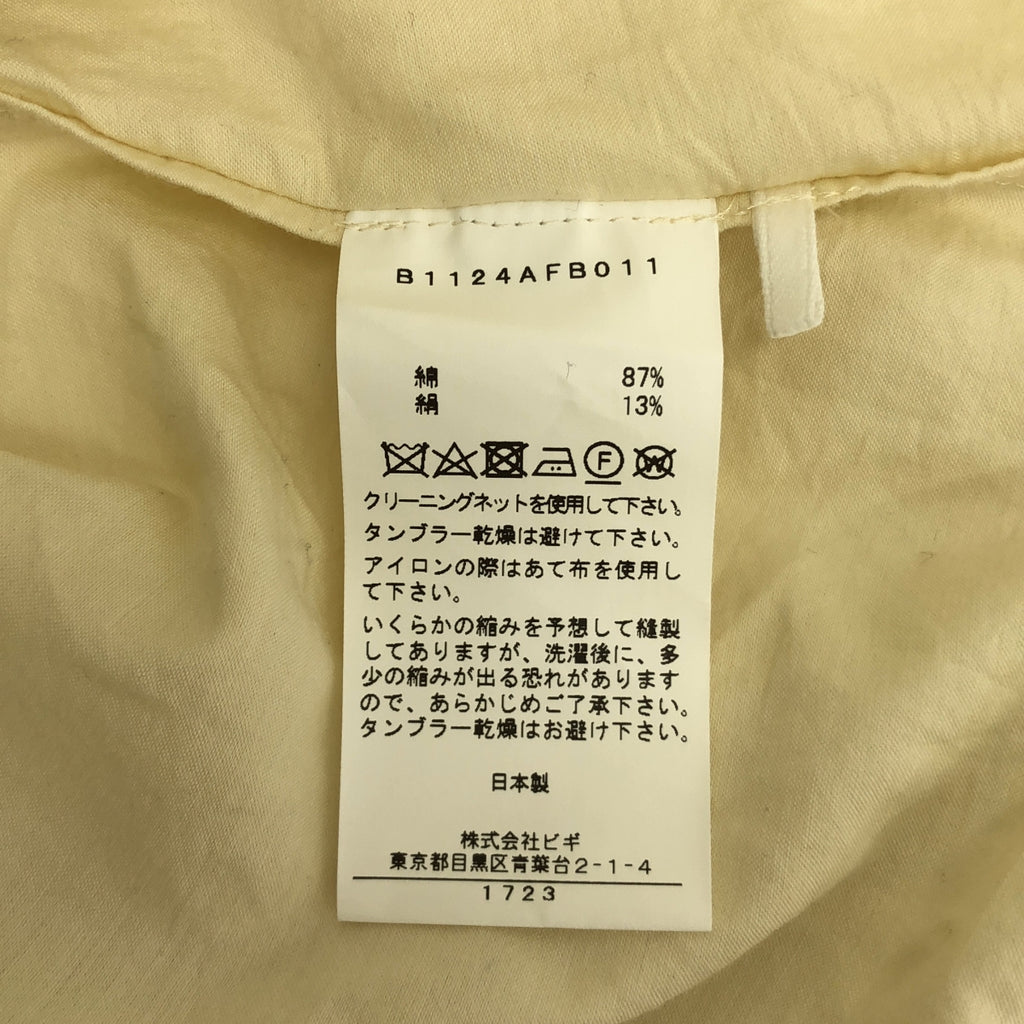 B1124AFB011
綿 87%
絹 13%
F
W
クリーニングネットを使用して下さい。
タンブラー乾燥は避けて下さい。
アイロンの際はあて布を使用し
て下さい。
いくらかの縮みを予想して縫製
してありますが、洗濯後に、多
少の縮みが出る恐れがあります
ので、あらかじめご了承下さい。
タンブラー乾燥はお避け下さい。
日本製
株式会社ビギ
東京都目黒区青葉台2-1-4
1723